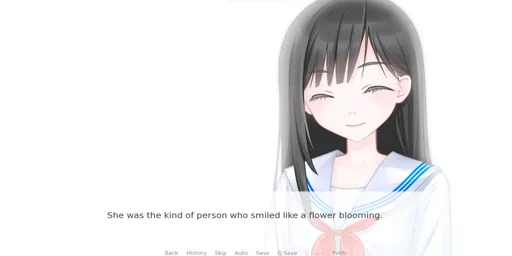 She was the kind of person who smiled like a flower blooming.
Back History Skip Auto Save Q.Save Prefs